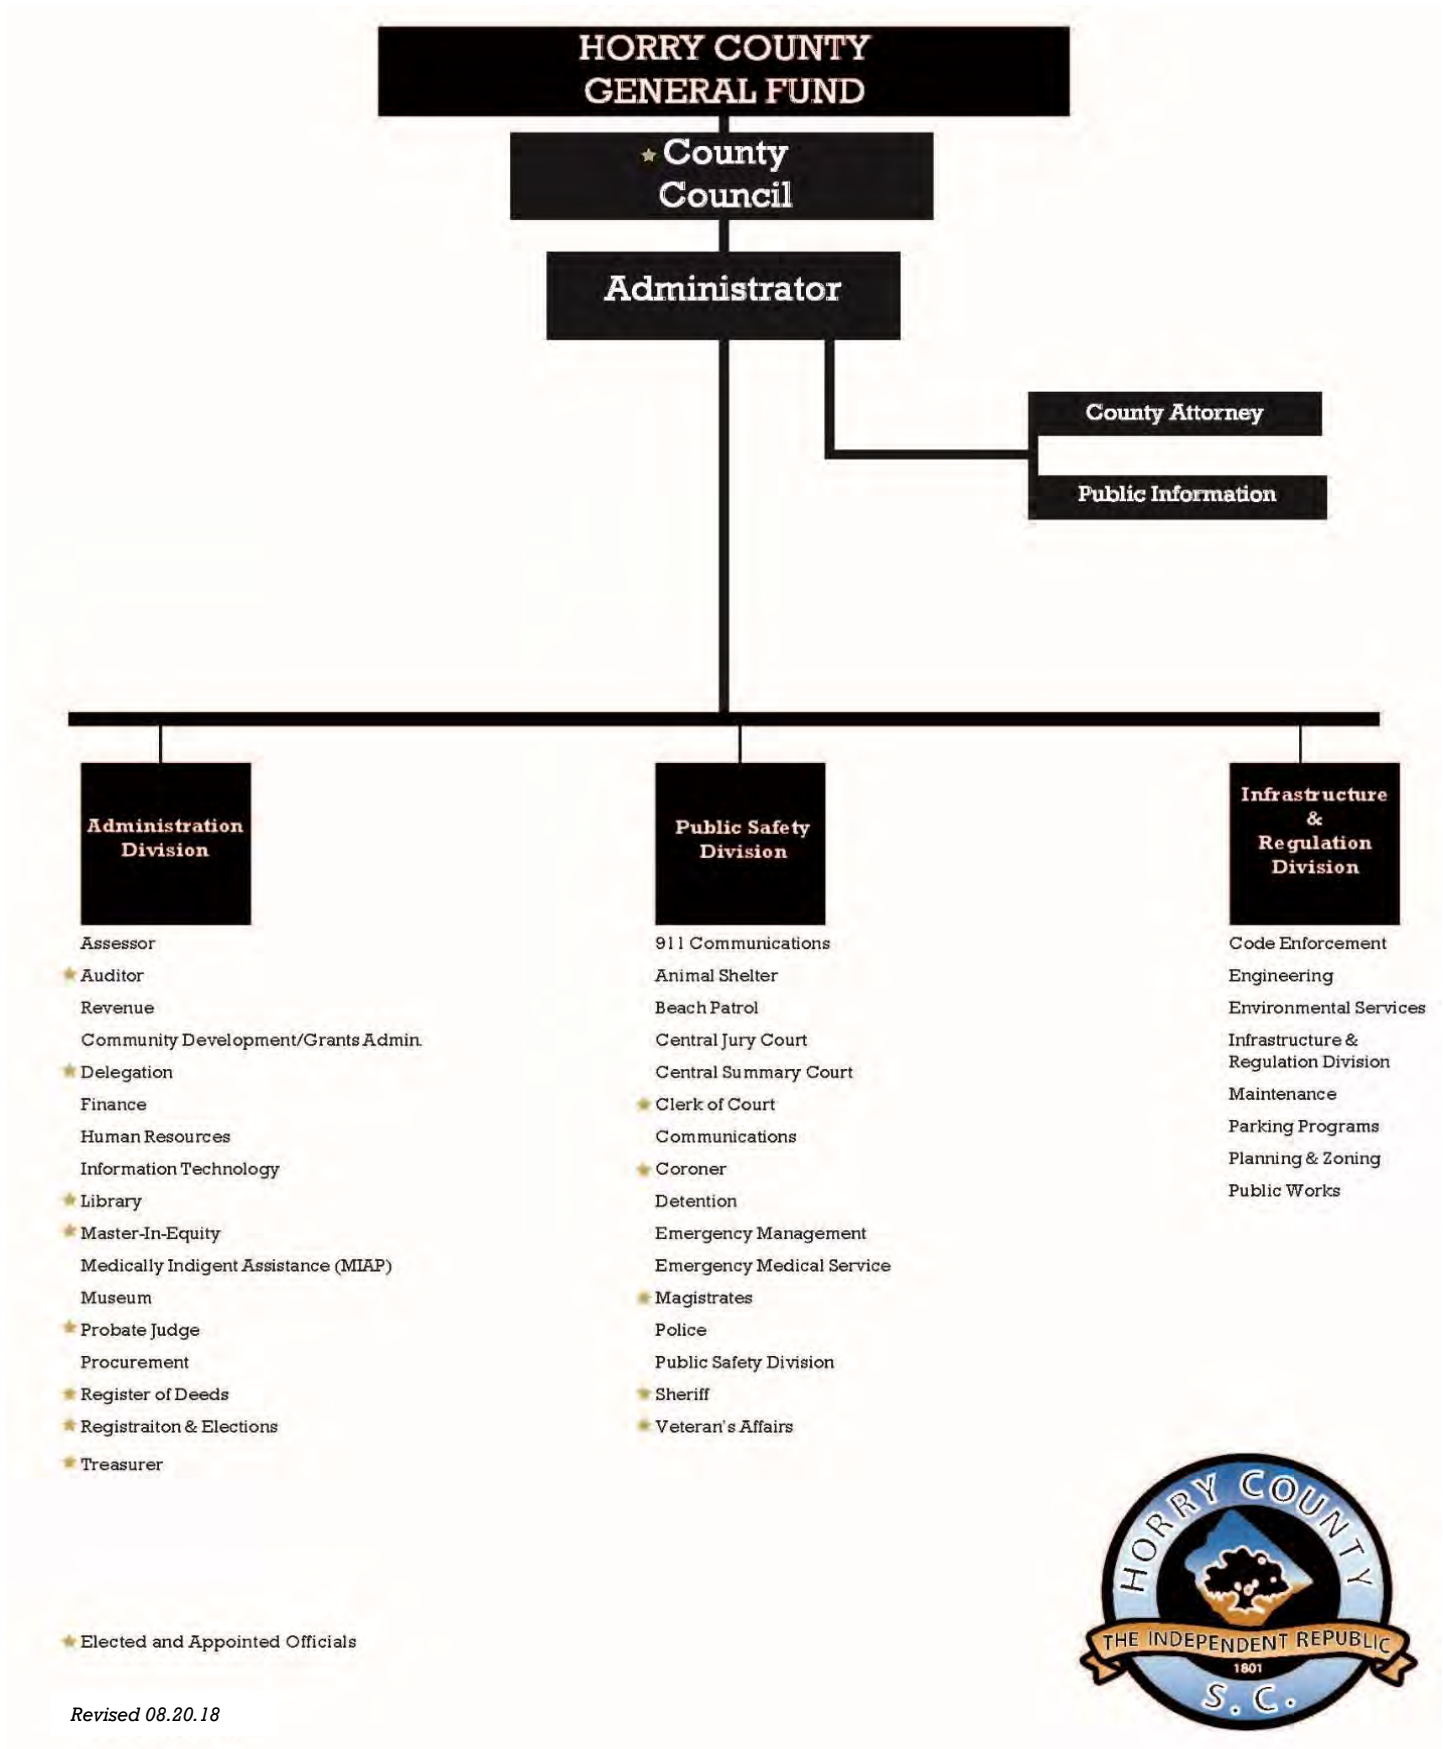 HORRY COUNTY
GENERAL FUND
County
Council
Administrator
County Attorney
Public Information
Administration
Division
Assessor
Auditor
Revenue
Community Development/Grants Admin.
Delegation
Finance
Human Resources
Information Technology
Library
Master-In-Equity
Medically Indigent Assistance (MIAP)
Museum
Probate Judge
Procurement
Register of Deeds
Registraiton & Elections
Treasurer
Public Safety
Division
911 Communications
Animal Shelter
Beach Patrol
Central Jury Court
Central Summary Court
Clerk of Court
Communications
Coroner
Detention
Emergency Management
Emergency Medical Service
Magistrates
Police
Public Safety Division
Sheriff
Veteran's Affairs
Infrastructure
&
Regulation
Division
Code Enforcement
Engineering
Environmental Services
Infrastructure &
Regulation Division
Maintenance
Parking Programs
Planning & Zoning
Public Works
Elected and Appointed Officials
Revised 08.20.18
HORRY COUNTY
THE INDEPENDENT REPUBLIC
1801
S.C.